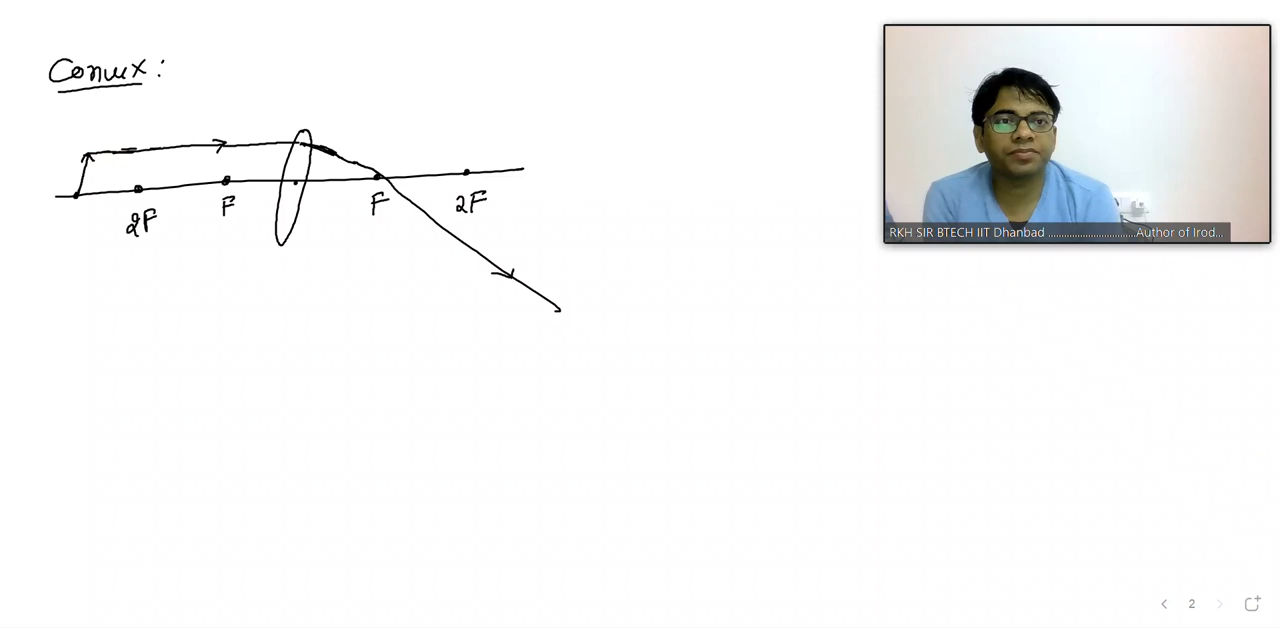 Convex :
2F F F 2F
RKH SIR BTECH IIT Dhanbad ..................................Author of Irod...
2